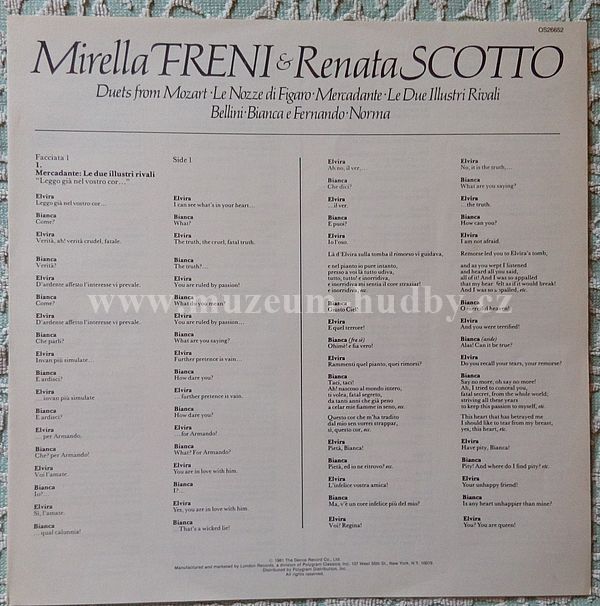 OS26652
Mirella FRENI & Renata SCOTTO
Duets from Mozart · Le Nozze di Figaro · Mercadante · Le Due Illustri Rivali
Bellini · Bianca e Fernando · Norma
Facciata 1
1.
Mercadante: Le due illustri rivali
“Leggo già nel vostro cor…”
Elvira
Leggo già nel vostro cor…
Bianca
Come?
Elvira
Verità, ah! verità crudel, fatale.
Bianca
Verità?
Elvira
D'ardente affetto l'interesse vi prevale.
Bianca
Come?
Elvira
D'ardente affetto l'interesse vi prevale.
Bianca
Che parli?
Elvira
Invan più simulate…
Bianca
E ardisci?
Elvira
…invan più simulate
Bianca
E ardisci?
Elvira
… per Armando.
Bianca
Che? per Armando!
Elvira
Voi l'amate.
Bianca
Io?
Elvira
Sì, l'amate.
Bianca
… qual calunnia!
Side 1
Elvira
I can see what's in your heart…
Bianca
What?
Elvira
The truth, the cruel, fatal truth.
Bianca
The truth?…
Elvira
You are ruled by passion!
Bianca
What do you mean?
Elvira
You are ruled by passion…
Bianca
What are you saying?
Elvira
Further pretence is vain…
Bianca
How dare you?
Elvira
… further pretence is vain.
Bianca
How dare you?
Elvira
…for Armando!
Bianca
What? For Armando?
Elvira
You are in love with him.
Bianca
I?…
Elvira
Yes, you are in love with him.
Bianca
…That's a wicked lie!
Elvira
Ah no, il ver,…
Bianca
Che dici?
Elvira
…il ver.
Bianca
E puoi?
Elvira
Io l'oso.
Là d'Elvira sulla tomba il rimorso vi guidava,
e nel pianto io pure intanto,
presso a voi là tutto udiva,
tutto, tutto! e inorridiva,
e inorridiva di sentia il core straziar!
e inorridiva, etc.
Bianca
Giusto Ciel!
Elvira
E qual terrore!
Bianca (fra sè)
Ohimè! e fia vero!
Elvira
Rammenti quel pianto, quei rimorsi?
Bianca
Taci, taci!
Ah! nascoso al mondo intero,
ti volea, fatal segreto,
da tanti anni che già peno
a celar mie fiamme in seno, etc.
Questo cor che m'ha tradito
dal mio sen vorrei strappar,
sì, questo cor, etc.
Elvira
Pietà, Bianca!
Bianca
Pietà, ed io ne ritrovo? etc.
Elvira
L'infelice vostra amica!
Bianca
Ma, v'è un core infelice più del mio?
Elvira
Voi? Regina!
Elvira
No, it is the truth,…
Bianca
What are you saying?
Elvira
…the truth.
Bianca
How can you?
Elvira
I am not afraid.
Remorse led you to Elvira's tomb,
and as you wept I listened
and heard all you said,
all of it! And I was so appalled
that my hear felt as if it would break!
And I was so appalled, etc.
Bianca
O merciful heaven!
Elvira
And you were terrified!
Bianca (aside)
Alas! Can it be true?
Elvira
Do you recall your tears, your remorse?
Bianca
Say no more, oh say no more!
Ah, I tried to conceal you,
fatal secret, from the whole world,
striving all these years
to keep this passion to myself, etc.
This heart that has betrayed me
I should like to tear from my breast,
yes, this heart, etc.
Elvira
Have pity, Bianca!
Bianca
Pity! And where do I find pity? etc.
Elvira
Your unhappy friend!
Bianca
Is any heart unhappier than mine?
Elvira
You? You are queen!
www.muzeum-hudby.cz
© 1981 The Decca Record Co., Ltd.
Manufactured and marketed by London Records, a division of Polygram Classics, Inc. 137 West 55th St., New York, N.Y. 10019
Distributed by Polygram Distribution, Inc.
All rights reserved.